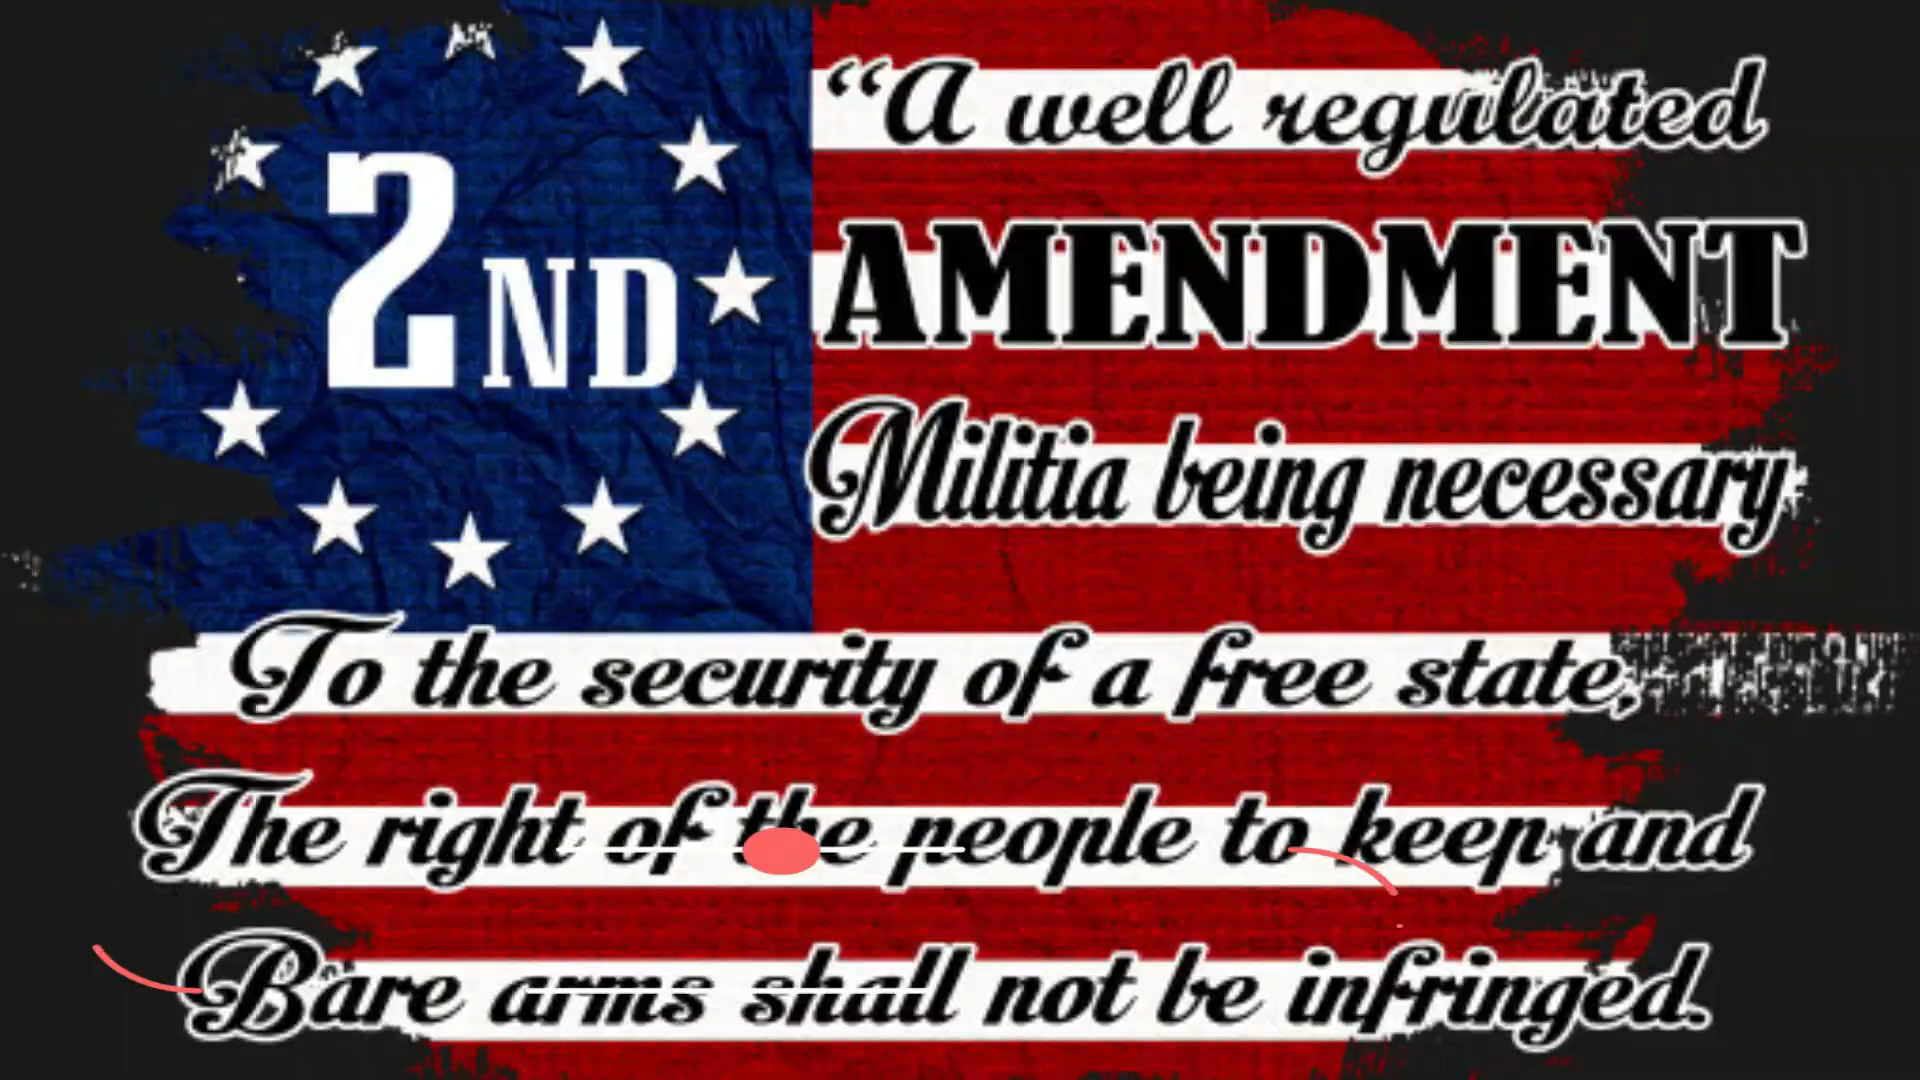 “A well regulated
2ND AMENDMENT
Militia being necessary
To the security of a free state,
The right of the people to keep and
Bare arms shall not be infringed.